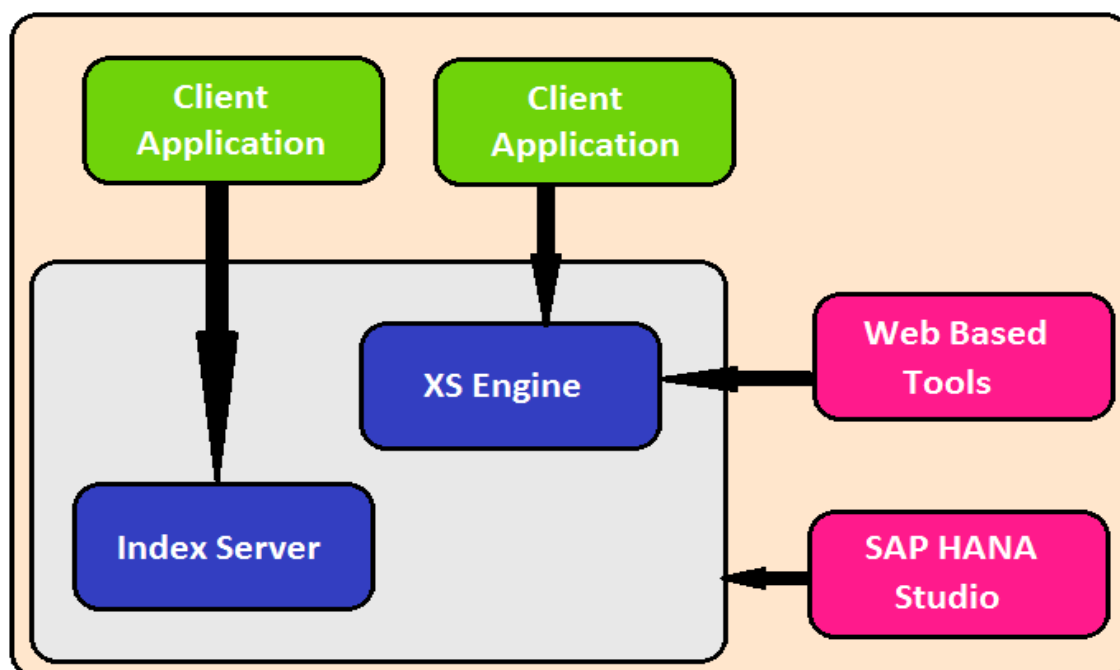 Client
Application
Client
Application
XS Engine
Web Based
Tools
Index Server
SAP HANA
Studio